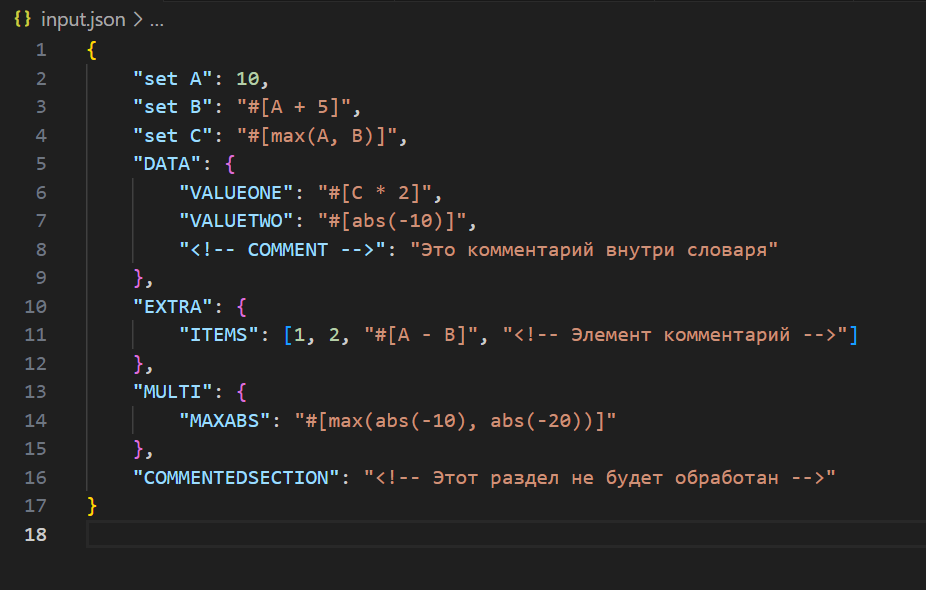 {} input.json > ...
1 {
2 "set A": 10,
3 "set B": "#[A + 5]",
4 "set C": "#[max(A, B)]",
5 "DATA": {
6 "VALUEONE": "#[C * 2]",
7 "VALUETWO": "#[abs(-10)]",
8 "<!-- COMMENT -->": "Это комментарий внутри словаря"
9 },
10 "EXTRA": {
11 "ITEMS": [1, 2, "#[A - B]", "<!-- Элемент комментарий -->"]
12 },
13 "MULTI": {
14 "MAXABS": "#[max(abs(-10), abs(-20))]"
15 },
16 "COMMENTEDSECTION": "<!-- Этот раздел не будет обработан -->"
17 }
18